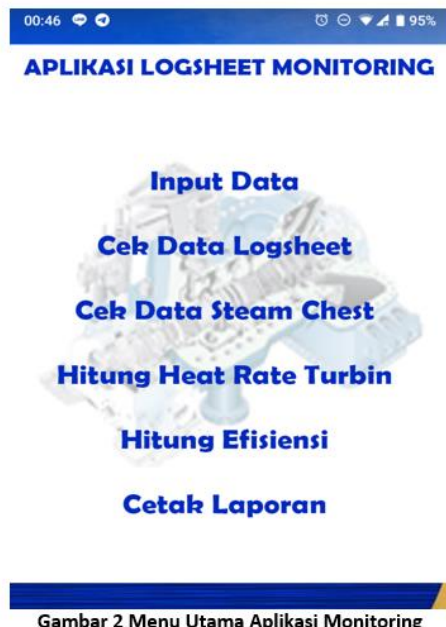 00:46 95%
APLIKASI LOGSHEET MONITORING
Input Data
Cek Data Logsheet
Cek Data Steam Chest
Hitung Heat Rate Turbin
Hitung Efisiensi
Cetak Laporan
Gambar 2 Menu Utama Aplikasi Monitoring